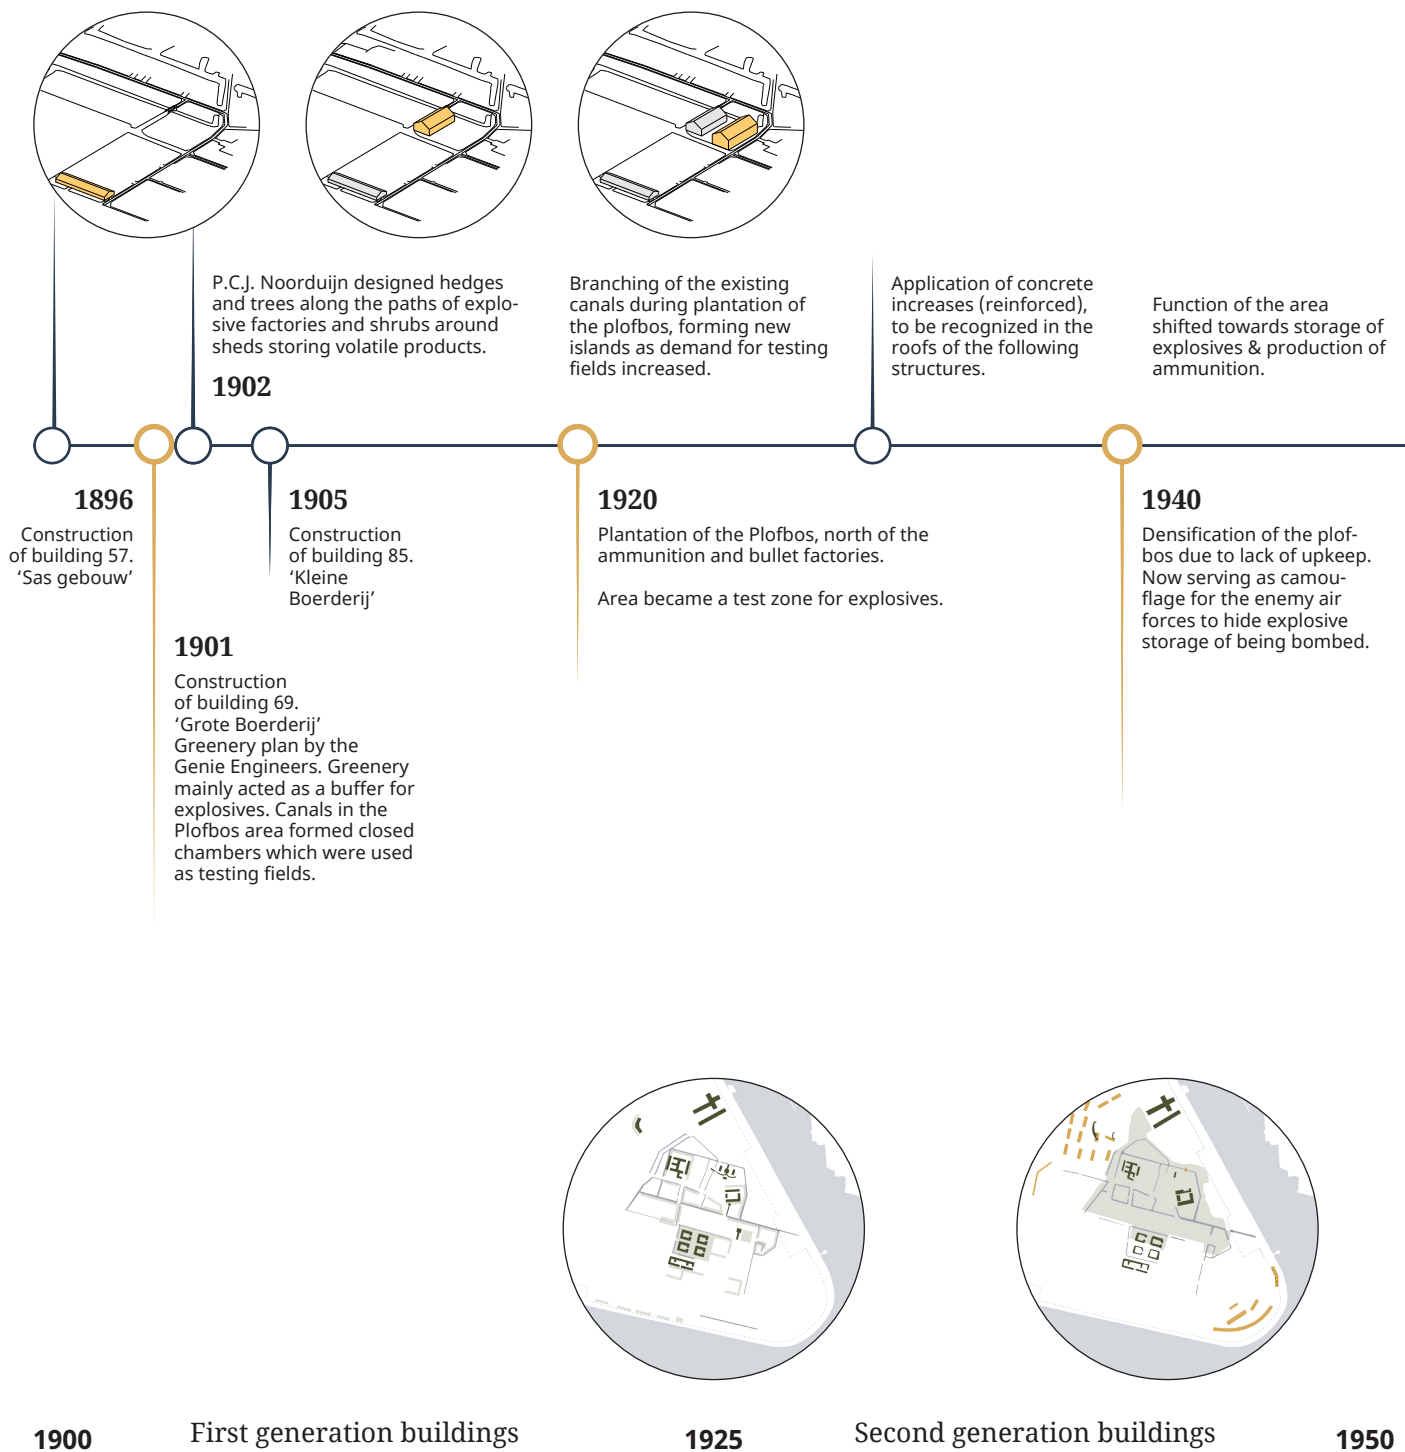 P.C.J. Noorduijn designed hedges
and trees along the paths of explo-
sive factories and shrubs around
sheds storing volatile products.
1902
Branching of the existing
canals during plantation of
the plofbos, forming new
islands as demand for testing
fields increased.
Application of concrete
increases (reinforced),
to be recognized in the
roofs of the following
structures.
Function of the area
shifted towards storage of
explosives & production of
ammunition.
1896
Construction
of building 57.
‘Sas gebouw’
1901
Construction
of building 69.
‘Grote Boerderij’
Greenery plan by the
Genie Engineers. Greenery
mainly acted as a buffer for
explosives. Canals in the
Plofbos area formed closed
chambers which were used
as testing fields.
1905
Construction
of building 85.
‘Kleine
Boerderij’
1920
Plantation of the Plofbos, north of the
ammunition and bullet factories.
Area became a test zone for explosives.
1940
Densification of the plof-
bos due to lack of upkeep.
Now serving as camou-
flage for the enemy air
forces to hide explosive
storage of being bombed.
1900
First generation buildings
1925
Second generation buildings
1950